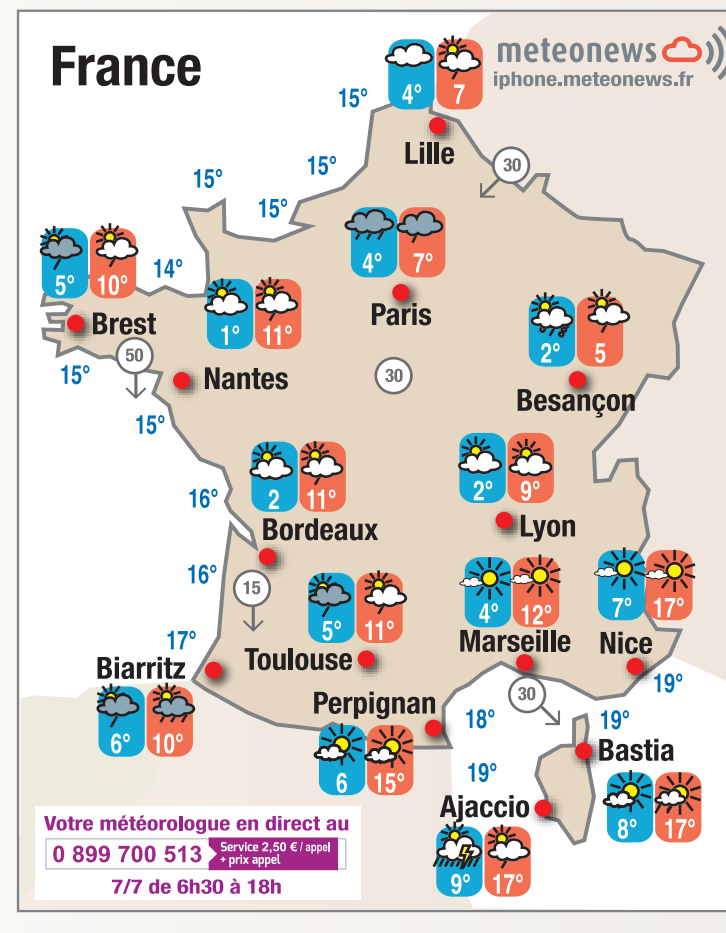 France
meteonews
iphone.meteonews.fr
4° 7
15°
Lille
15°
30
15°
15°
5° 10°
14°
4° 7°
Paris
1° 11°
Brest
2° 5
50
15°
Nantes
30
Besançon
15°
2 11°
2° 9°
16°
Bordeaux
Lyon
16°
15
5° 11°
4° 12°
7° 17°
17°
Biarritz
Toulouse
Marseille
Nice
6° 10°
Perpignan
30
19°
18°
19°
6 15°
19°
Bastia
Ajaccio
8° 17°
9° 17°
Votre météorologue en direct au
0 899 700 513 Service 2,50 € / appel
+ prix appel
7/7 de 6h30 à 18h